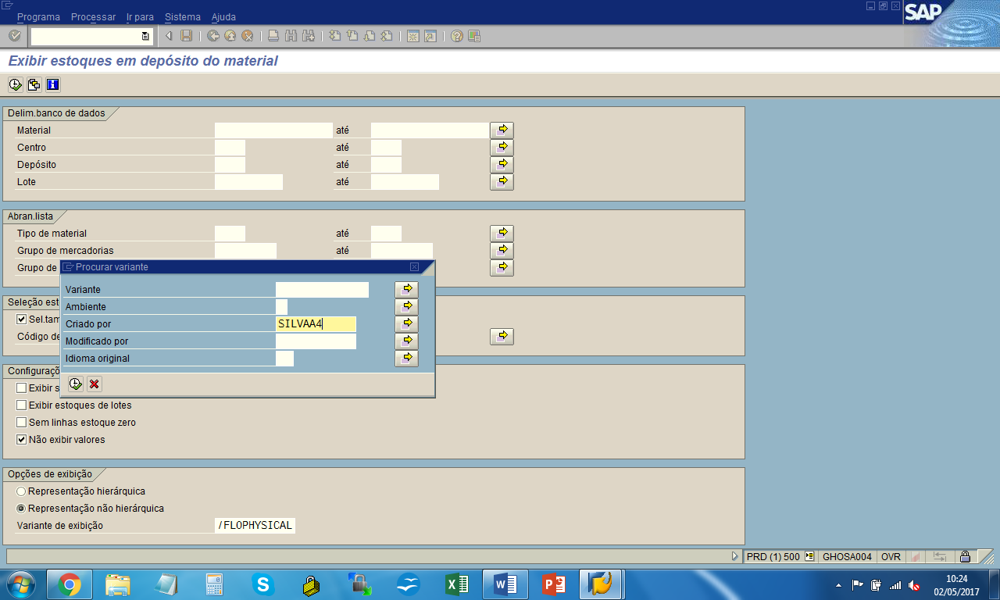 Programa Processar Ir para Sistema Ajuda
SAP
Exibir estoques em depósito do material
Delim.banco de dados
Material até
Centro até
Depósito até
Lote até
Abran.lista
Tipo de material até
Grupo de mercadorias até
Grupo de
Procurar variante
Variante
Ambiente
Criado por SILVAA4
Modificado por
Idioma original
Seleção est
Sel.tam
Código de
Configuraçã
Exibir s
Exibir estoques de lotes
Sem linhas estoque zero
Não exibir valores
Opções de exibição
Representação hierárquica
Representação não hierárquica
Variante de exibição /FLOPHYSICAL
PRD (1) 500 GHOSA004 OVR
10:24
02/05/2017